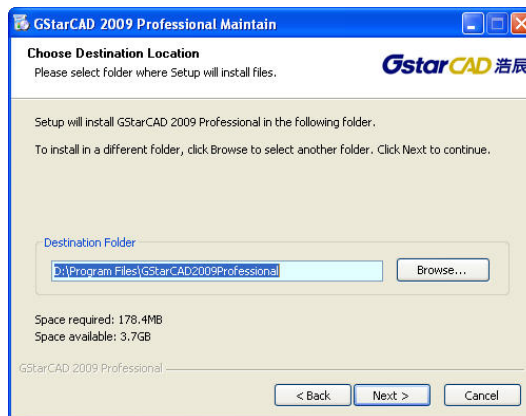 GStarCAD 2009 Professional Maintain
Choose Destination Location
Please select folder where Setup will install files.
GstarCAD 浩辰
Setup will install GStarCAD 2009 Professional in the following folder.
To install in a different folder, click Browse to select another folder. Click Next to continue.
Destination Folder
D:\Program Files\GStarCAD2009Professional
Browse...
Space required: 178.4MB
Space available: 3.7GB
GStarCAD 2009 Professional
< Back
Next >
Cancel